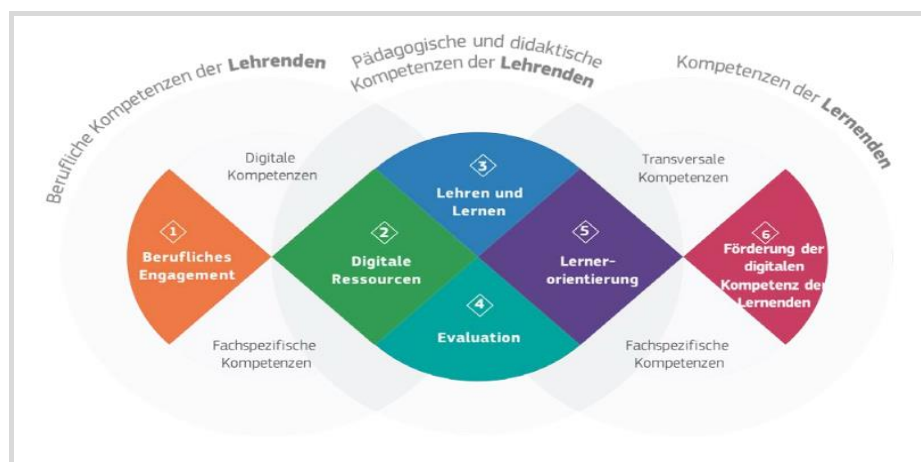 Berufliche Kompetenzen der Lehrenden
Pädagogische und didaktische
Kompetenzen der Lehrenden
Kompetenzen der Lernenden
Digitale
Kompetenzen
Transversale
Kompetenzen
1
Berufliches
Engagement
2
Digitale
Ressourcen
3
Lehren und
Lernen
4
Evaluation
5
Lerner-
orientierung
6
Förderung der
digitalen
Kompetenz der
Lernenden
Fachspezifische
Kompetenzen
Fachspezifische
Kompetenzen